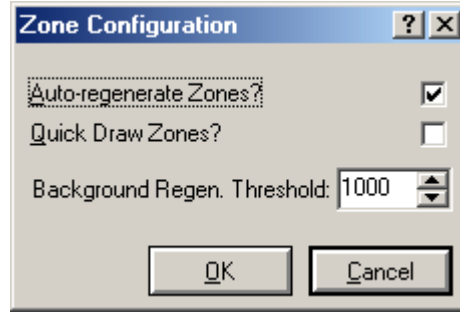 Zone Configuration
Auto-regenerate Zones?
Quick Draw Zones?
Background Regen. Threshold: 1000
OK Cancel